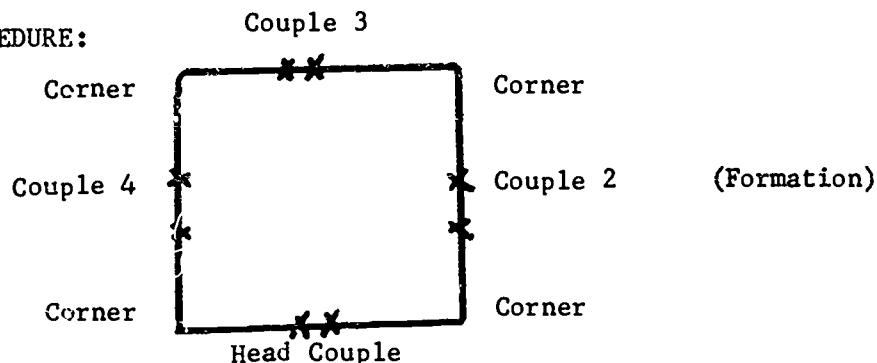 Couple 3
EDURE:
Corner Corner
Couple 4 Couple 2 (Formation)
Corner Corner
Head Couple